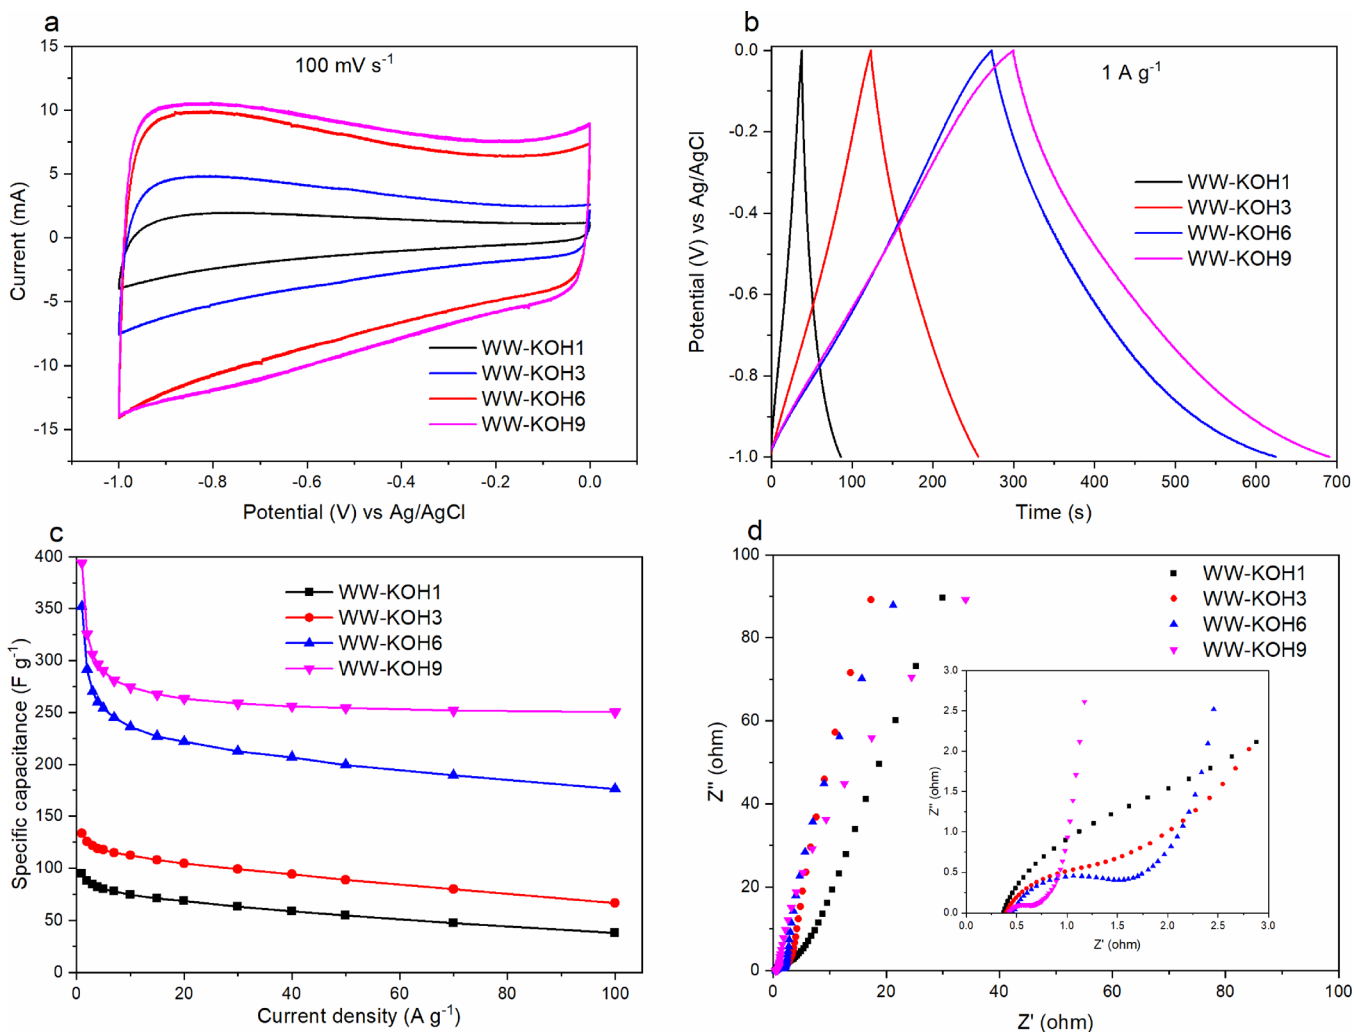 a
100 mV s⁻¹
15
10
5
0
-5
-10
-15
Current (mA)
WW-KOH1
WW-KOH3
WW-KOH6
WW-KOH9
-1.0 -0.8 -0.6 -0.4 -0.2 0.0
Potential (V) vs Ag/AgCl
b
1 A g⁻¹
0.0
-0.2
-0.4
-0.6
-0.8
-1.0
Potential (V) vs Ag/AgCl
WW-KOH1
WW-KOH3
WW-KOH6
WW-KOH9
0 100 200 300 400 500 600 700
Time (s)
c
400
350
300
250
200
150
100
50
0
Specific capacitance (F g⁻¹)
WW-KOH1
WW-KOH3
WW-KOH6
WW-KOH9
0 20 40 60 80 100
Current density (A g⁻¹)
d
100
80
60
40
20
0
Z'' (ohm)
WW-KOH1
WW-KOH3
WW-KOH6
WW-KOH9
3.0
2.5
2.0
1.5
1.0
0.5
0.0
Z'' (ohm)
0.0 0.5 1.0 1.5 2.0 2.5 3.0
Z' (ohm)
0 20 40 60 80 100
Z' (ohm)